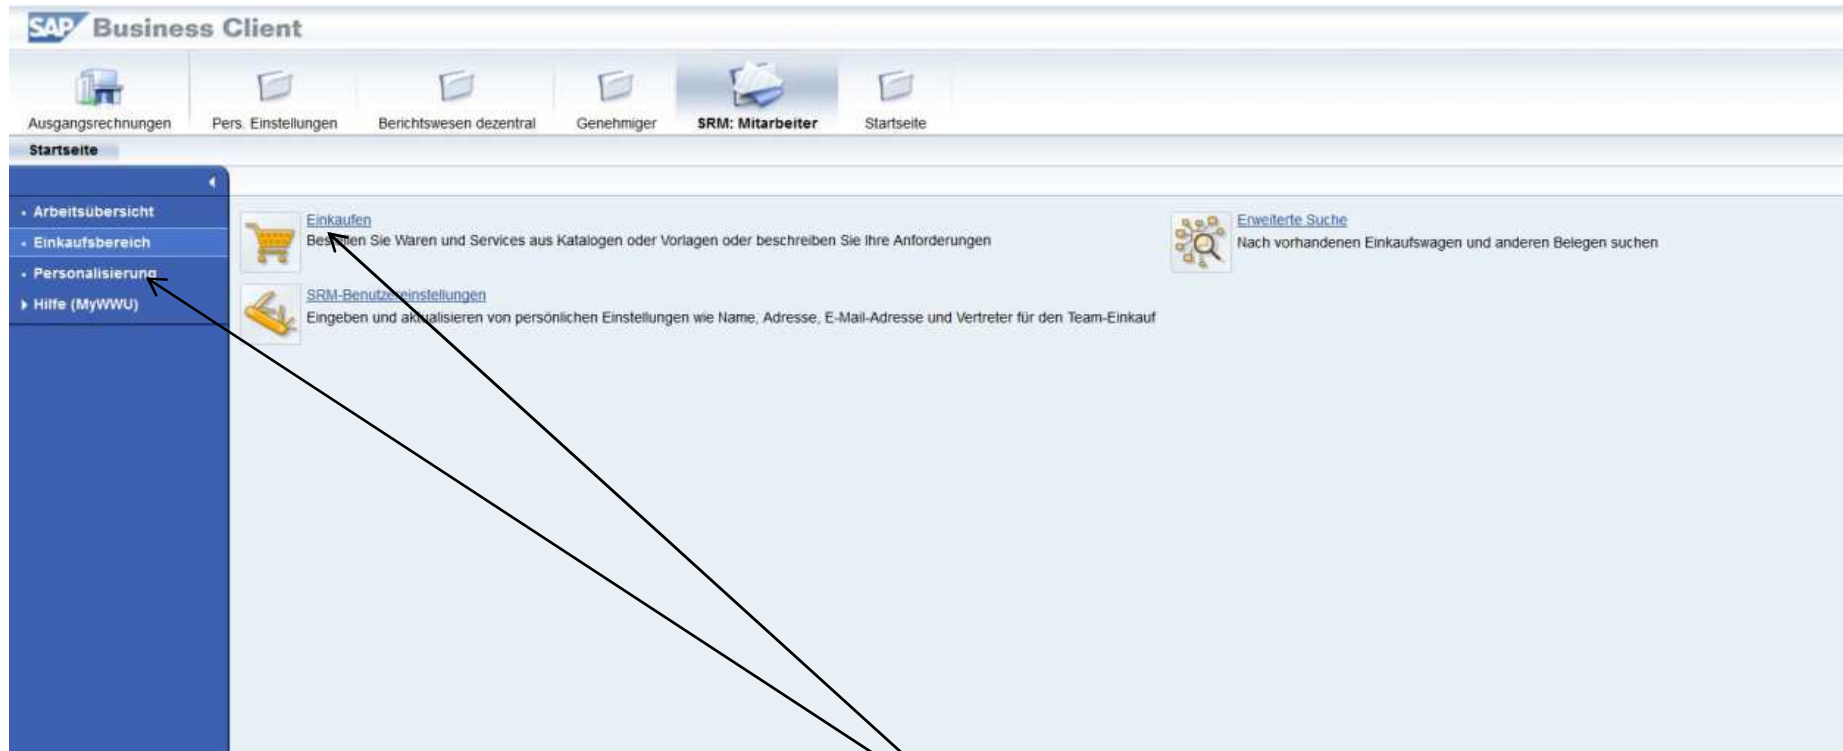 SAP Business Client
Ausgangsrechnungen
Pers. Einstellungen
Berichtswesen dezentral
Genehmiger
SRM: Mitarbeiter
Startseite
Startseite
Arbeitsübersicht
Einkaufsbereich
Personalisierung
Hilfe (MyWWU)
Einkaufen
Bestellen Sie Waren und Services aus Katalogen oder Vorlagen oder beschreiben Sie Ihre Anforderungen
SRM-Benutzereinstellungen
Eingeben und aktualisieren von persönlichen Einstellungen wie Name, Adresse, E-Mail-Adresse und Vertreter für den Team-Einkauf
Erweiterte Suche
Nach vorhandenen Einkaufswagen und anderen Belegen suchen